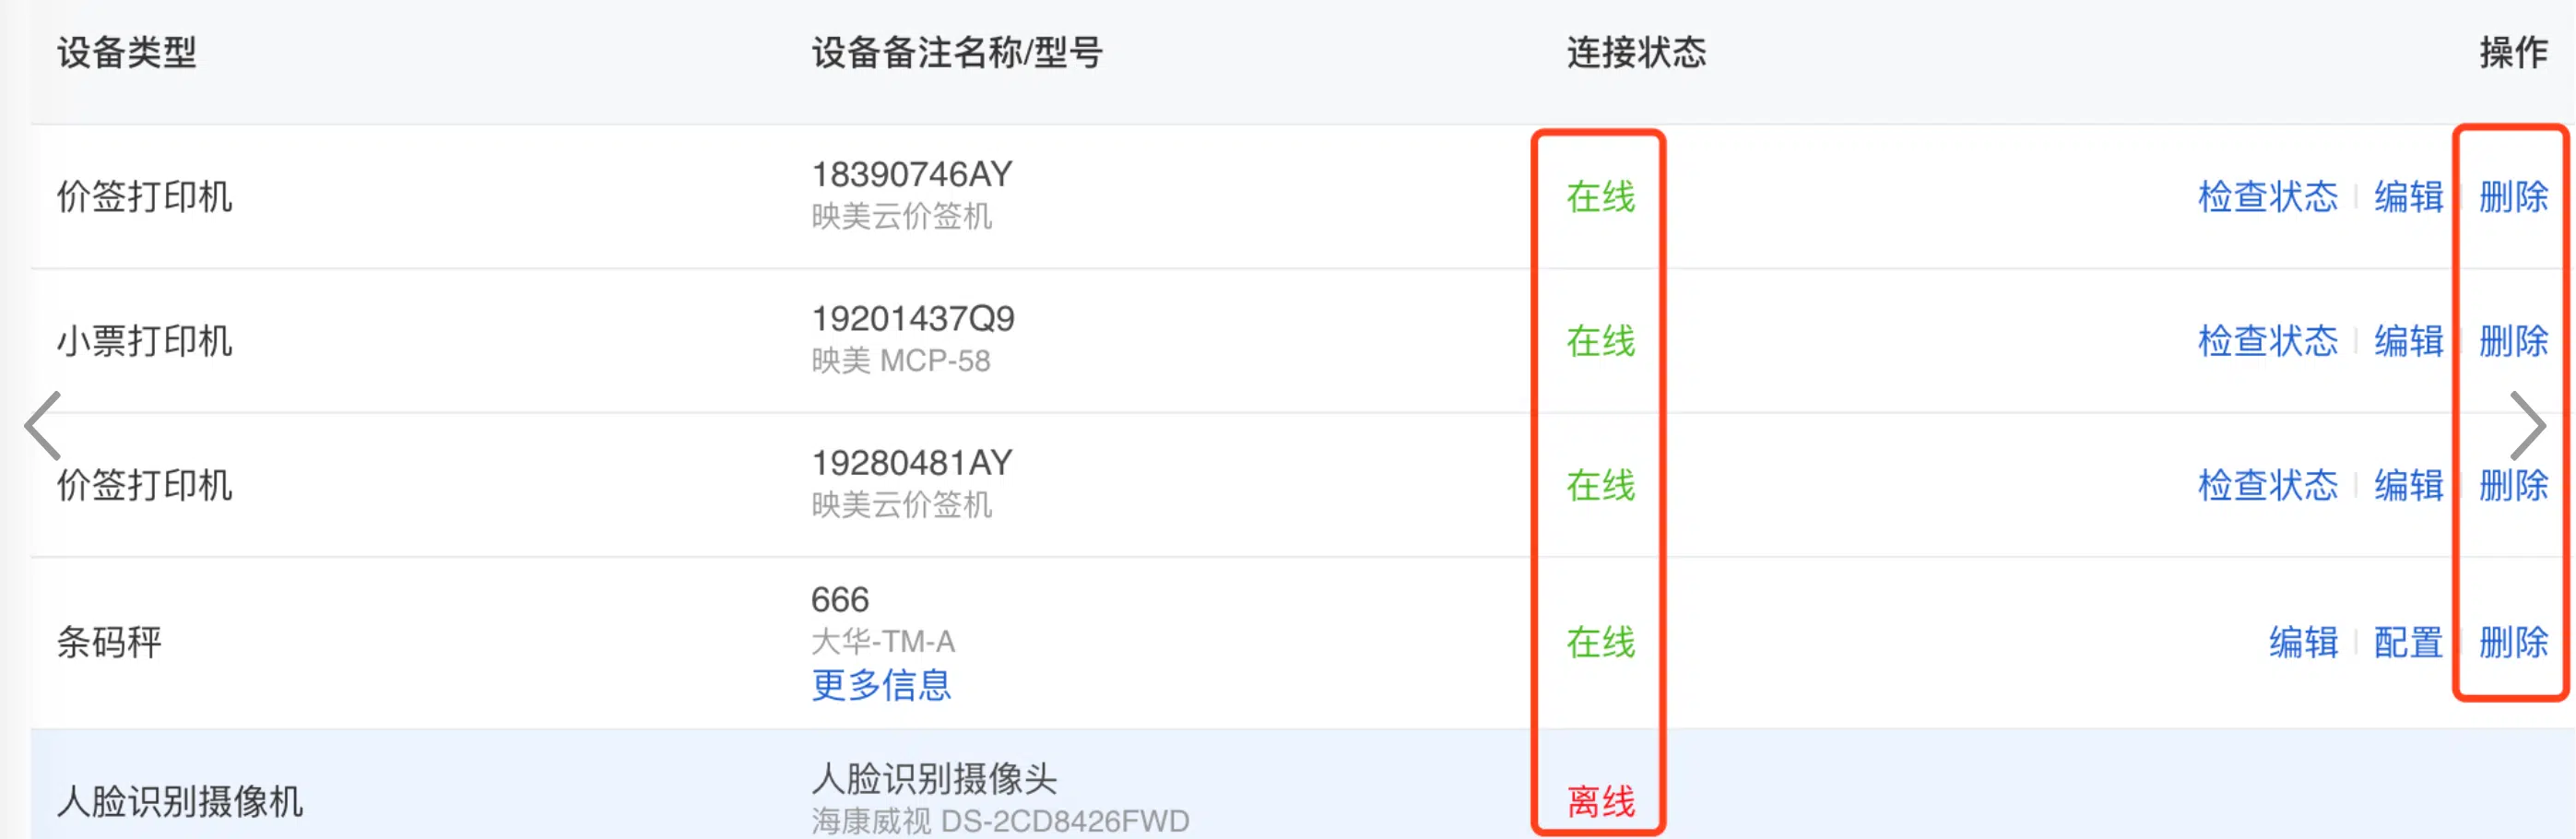 设备类型 设备备注名称/型号 连接状态 操作
18390746AY
价签打印机 在线 检查状态 编辑 删除
映美云价签机
19201437Q9
小票打印机 在线 检查状态 编辑 删除
映美 MCP-58
19280481AY
价签打印机 在线 检查状态 编辑 删除
映美云价签机
666
条码秤 大华-TM-A 在线 编辑 配置 删除
更多信息
人脸识别摄像头
人脸识别摄像机 离线
海康威视 DS-2CD8426FWD